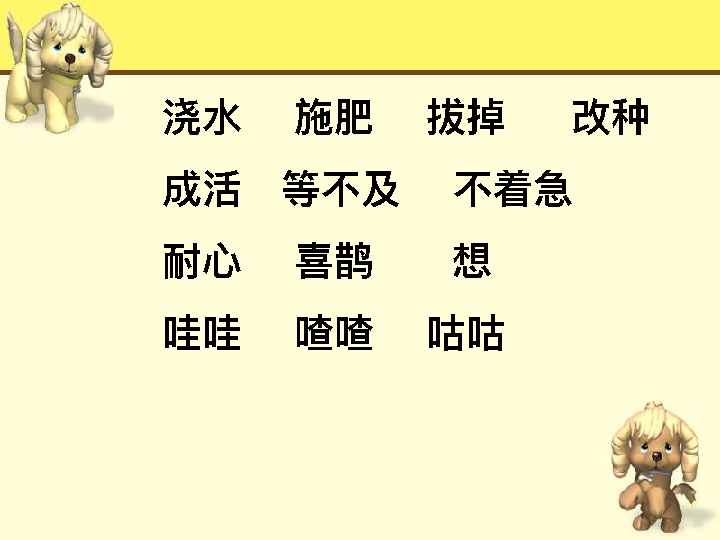 浇水 施肥 拔掉 改种
成活 等不及 不着急
耐心 喜鹊 想
哇哇 喳喳 咕咕